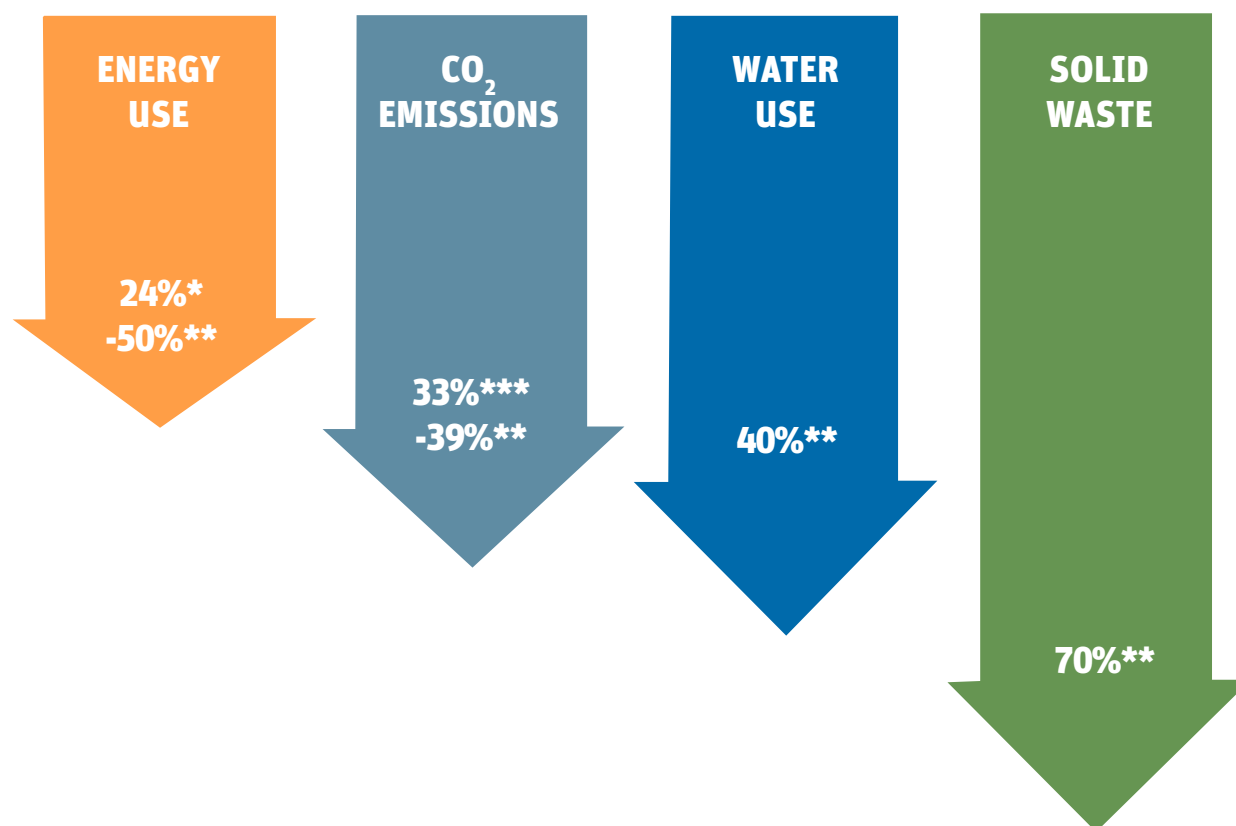 ENERGY
USE
24%*
-50%**
CO₂
EMISSIONS
33%***
-39%**
WATER
USE
40%**
SOLID
WASTE
70%**